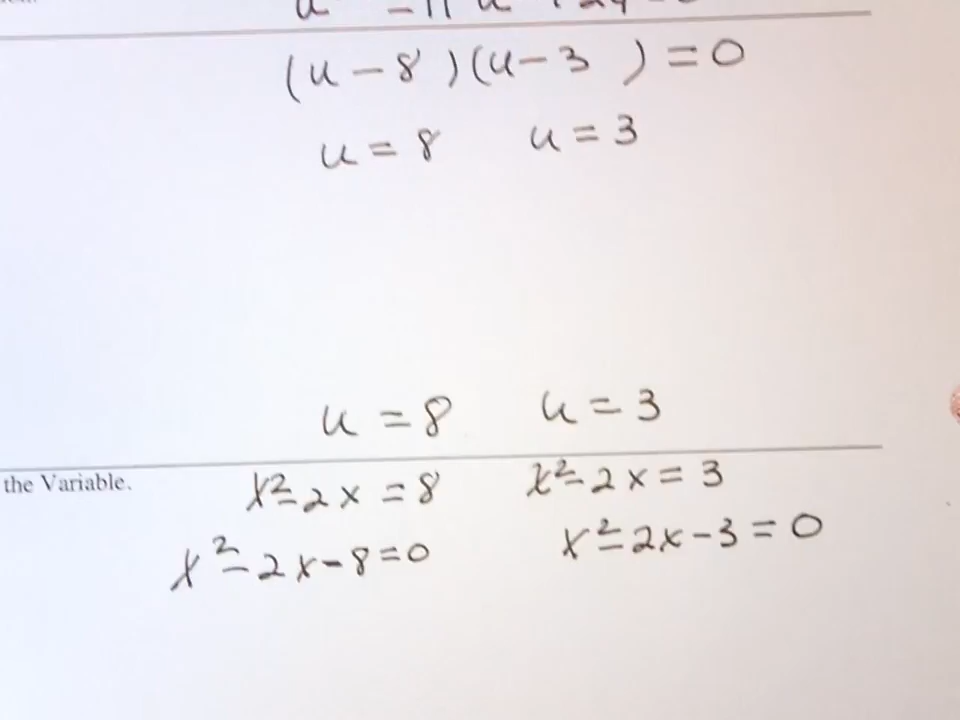 (u - 8)(u - 3) = 0
u = 8 u = 3
u = 8 u = 3
the Variable.
x² - 2x = 8 x² - 2x = 3
x² - 2x - 8 = 0 x² - 2x - 3 = 0